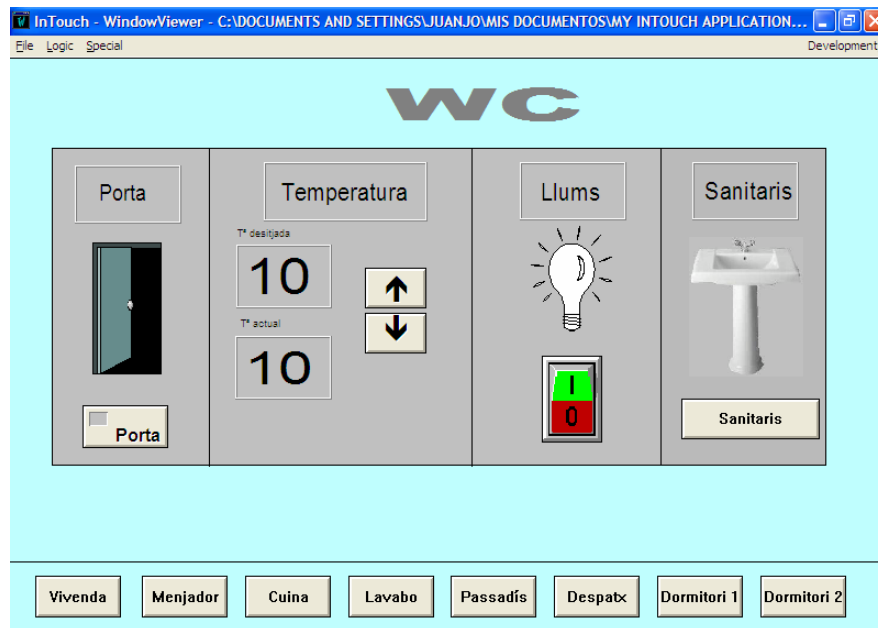 InTouch - WindowViewer - C:\DOCUMENTS AND SETTINGS\JUANJO\MIS DOCUMENTOS\MY INTOUCH APPLICATION...
File Logic Special Development
WC
Porta Temperatura Llums Sanitaris
Tª desitjada
10
Tª actual
10
I
0
Porta
Sanitaris
Vivenda Menjador Cuina Lavabo Passadís Despatx Dormitori 1 Dormitori 2